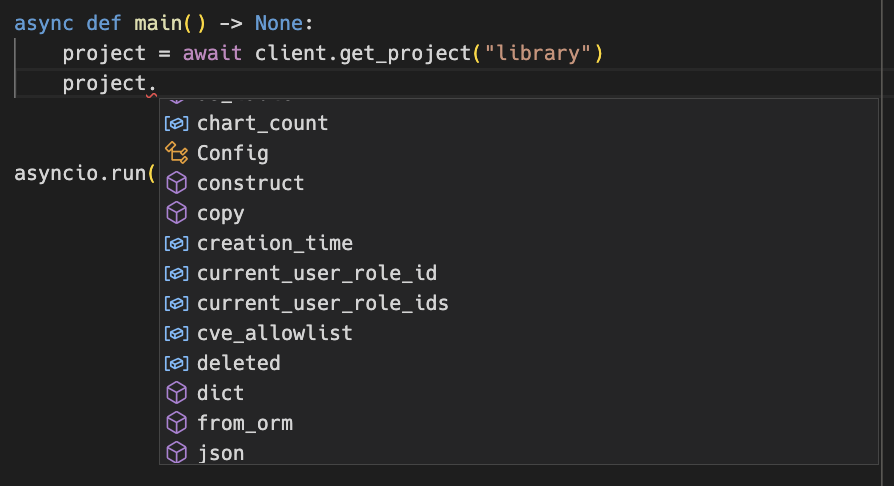 async def main() -> None:
project = await client.get_project("library")
project.
chart_count
Config
construct
asyncio.run(
copy
creation_time
current_user_role_id
current_user_role_ids
cve_allowlist
deleted
dict
from_orm
json